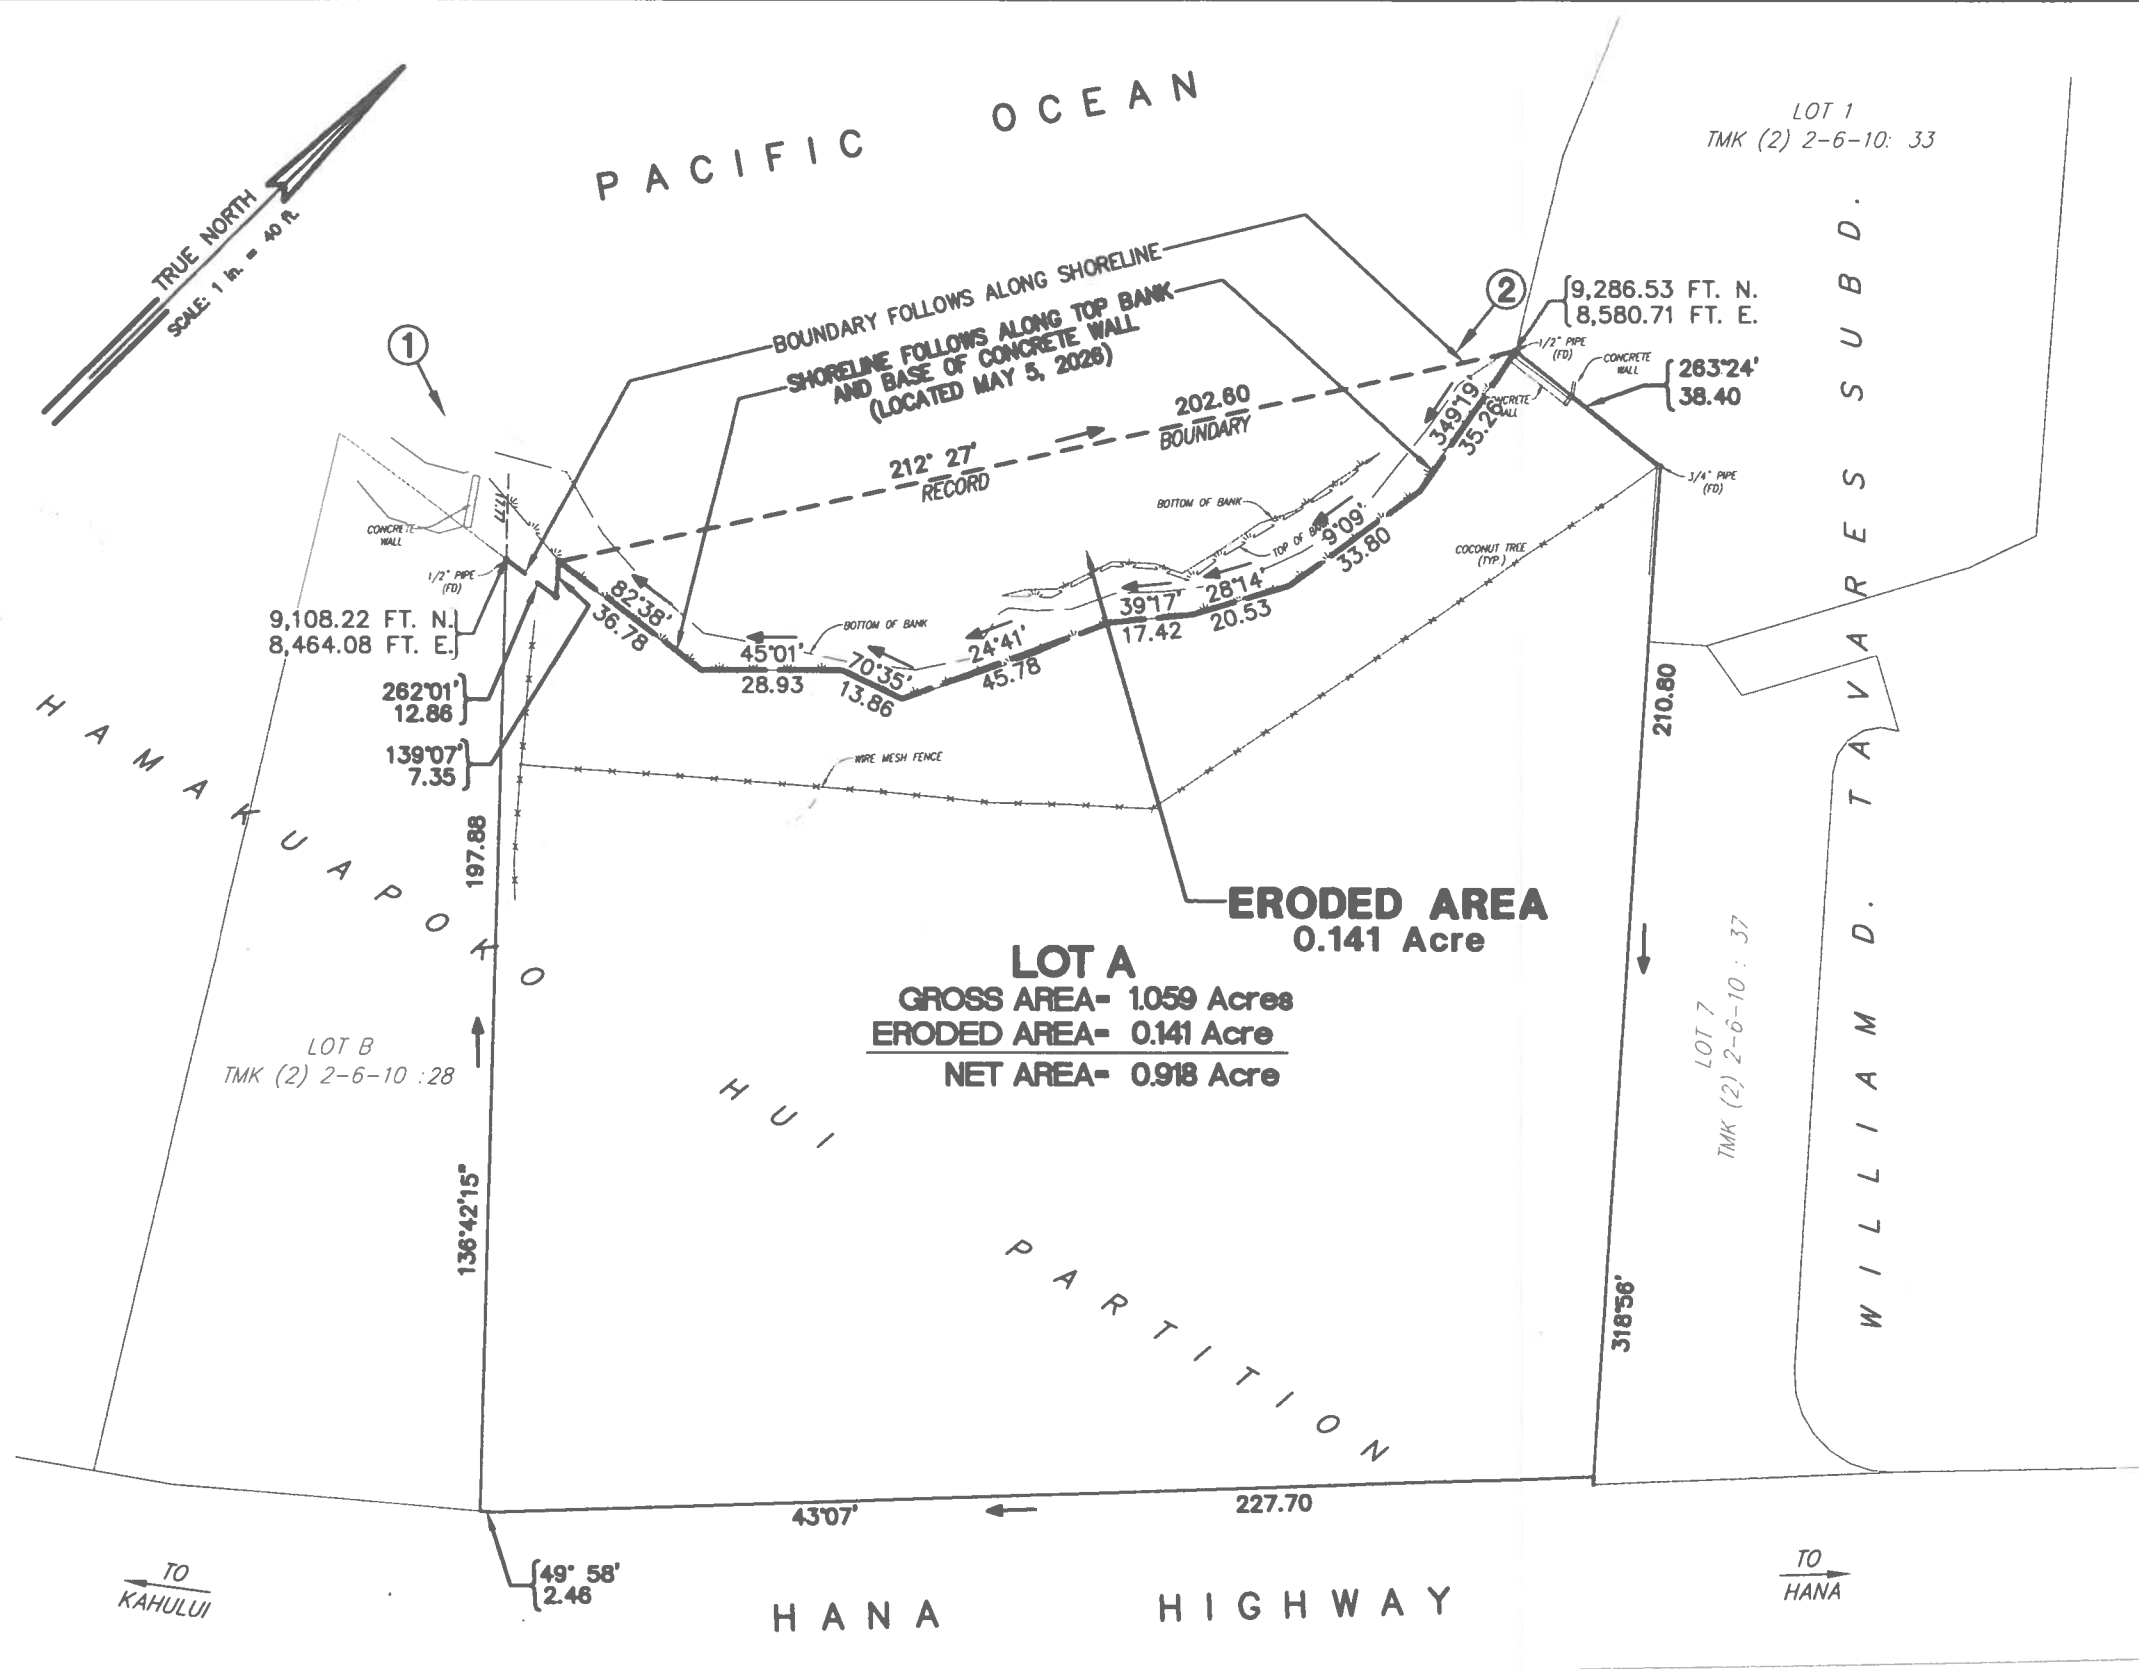 PACIFIC OCEAN
TRUE NORTH
SCALE: 1 in. = 40 ft.
LOT 1
TMK (2) 2-6-10: 33
WILLIAM D. TAVARES SUBD.
BOUNDARY FOLLOWS ALONG SHORELINE
SHORELINE FOLLOWS ALONG TOP BANK
AND BASE OF CONCRETE WALL
(LOCATED MAY 5, 2026)
1
2
9,286.53 FT. N.
8,580.71 FT. E.
1/2" PIPE
(FD)
CONCRETE
WALL
263°24'
38.40
202.60
BOUNDARY
212° 27'
RECORD
349°19'
35.26
3/4" PIPE
(FD)
BOTTOM OF BANK
TOP OF BANK
9°09'
33.80
COCONUT TREE
(TYP.)
17.77
CONCRETE
WALL
1/2" PIPE
(FD)
9,108.22 FT. N.
8,464.08 FT. E.
82°38'
36.78
BOTTOM OF BANK
45°01'
28.93
70°35'
13.86
24°41'
45.78
39°17'
17.42
28°14'
20.53
262°01'
12.86
139°07'
7.35
WIRE MESH FENCE
210.80
197.88
HAMAKUAPOKO
ERODED AREA
0.141 Acre
LOT A
GROSS AREA- 1.059 Acres
ERODED AREA- 0.141 Acre
NET AREA- 0.918 Acre
LOT B
TMK (2) 2-6-10 :28
LOT 7
TMK (2) 2-6-10 : 37
HUI
PARTITION
136°42'15"
318°56'
43°07'
227.70
49° 58'
2.46
TO
KAHULUI
HANA HIGHWAY
TO
HANA